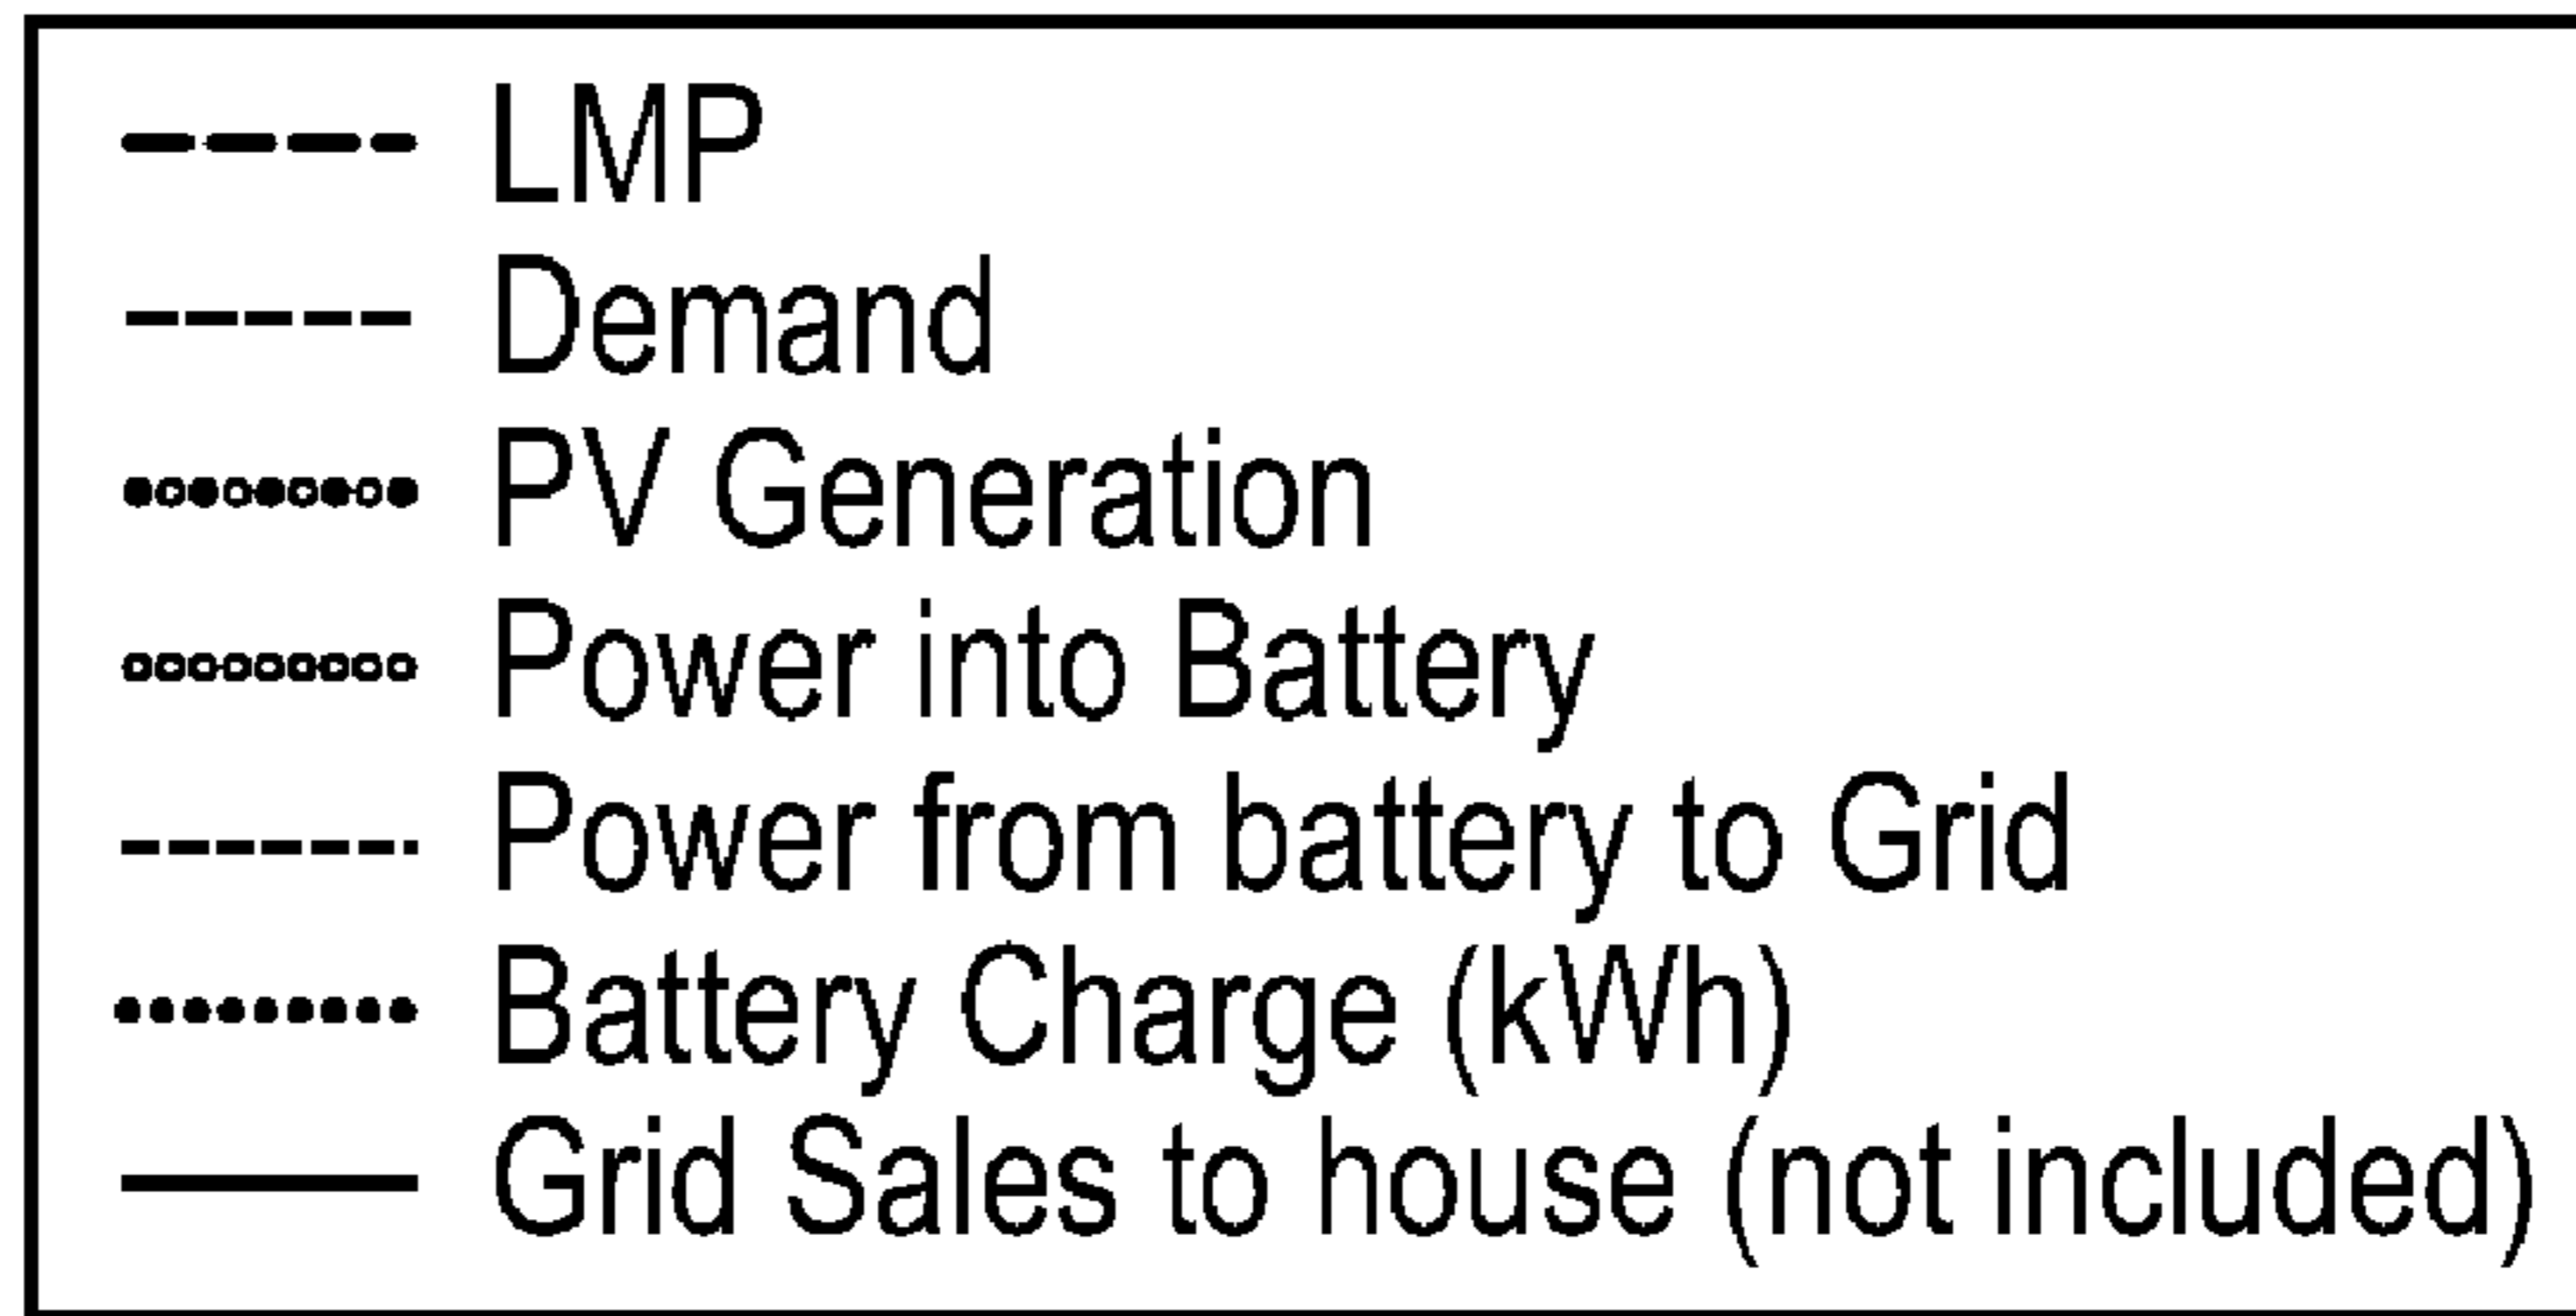 LMP
Demand
PV Generation
Power into Battery
Power from battery to Grid
Battery Charge (kWh)
Grid Sales to house (not included)